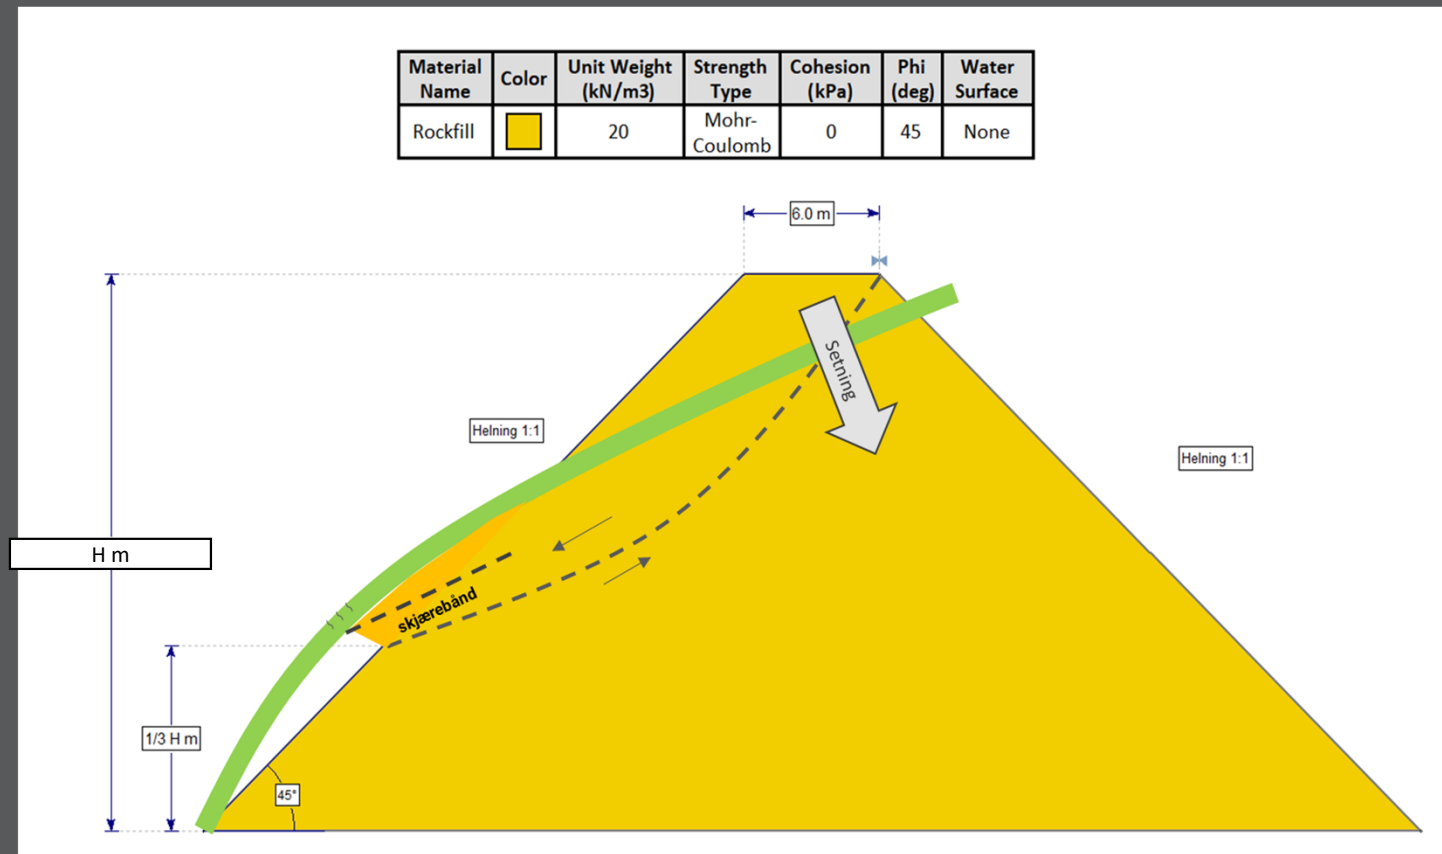 Material Name
Color
Unit Weight (kN/m3)
Strength Type
Cohesion (kPa)
Phi (deg)
Water Surface
Rockfill
20
Mohr-Coulomb
0
45
None
6.0 m
Setning
Helning 1:1
Helning 1:1
H m
skjærebånd
1/3 H m
45°